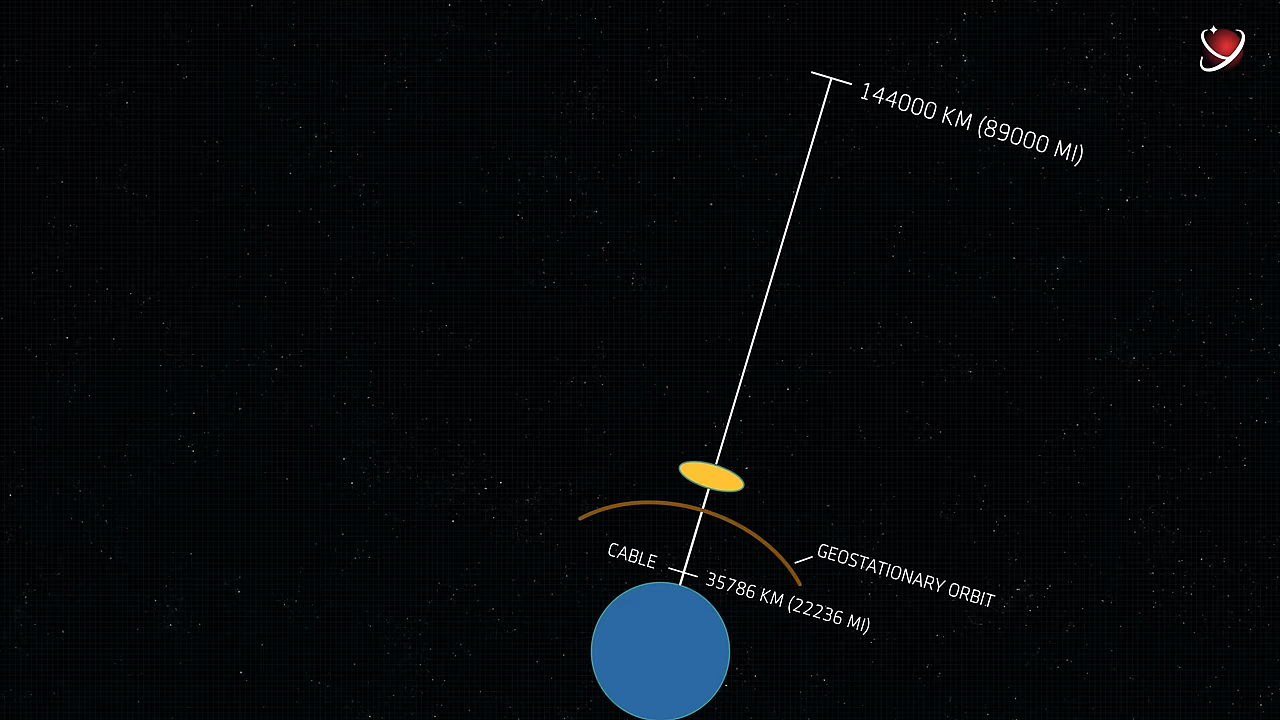 144000 KM (89000 MI)
GEOSTATIONARY ORBIT
CABLE
35786 KM (22236 MI)